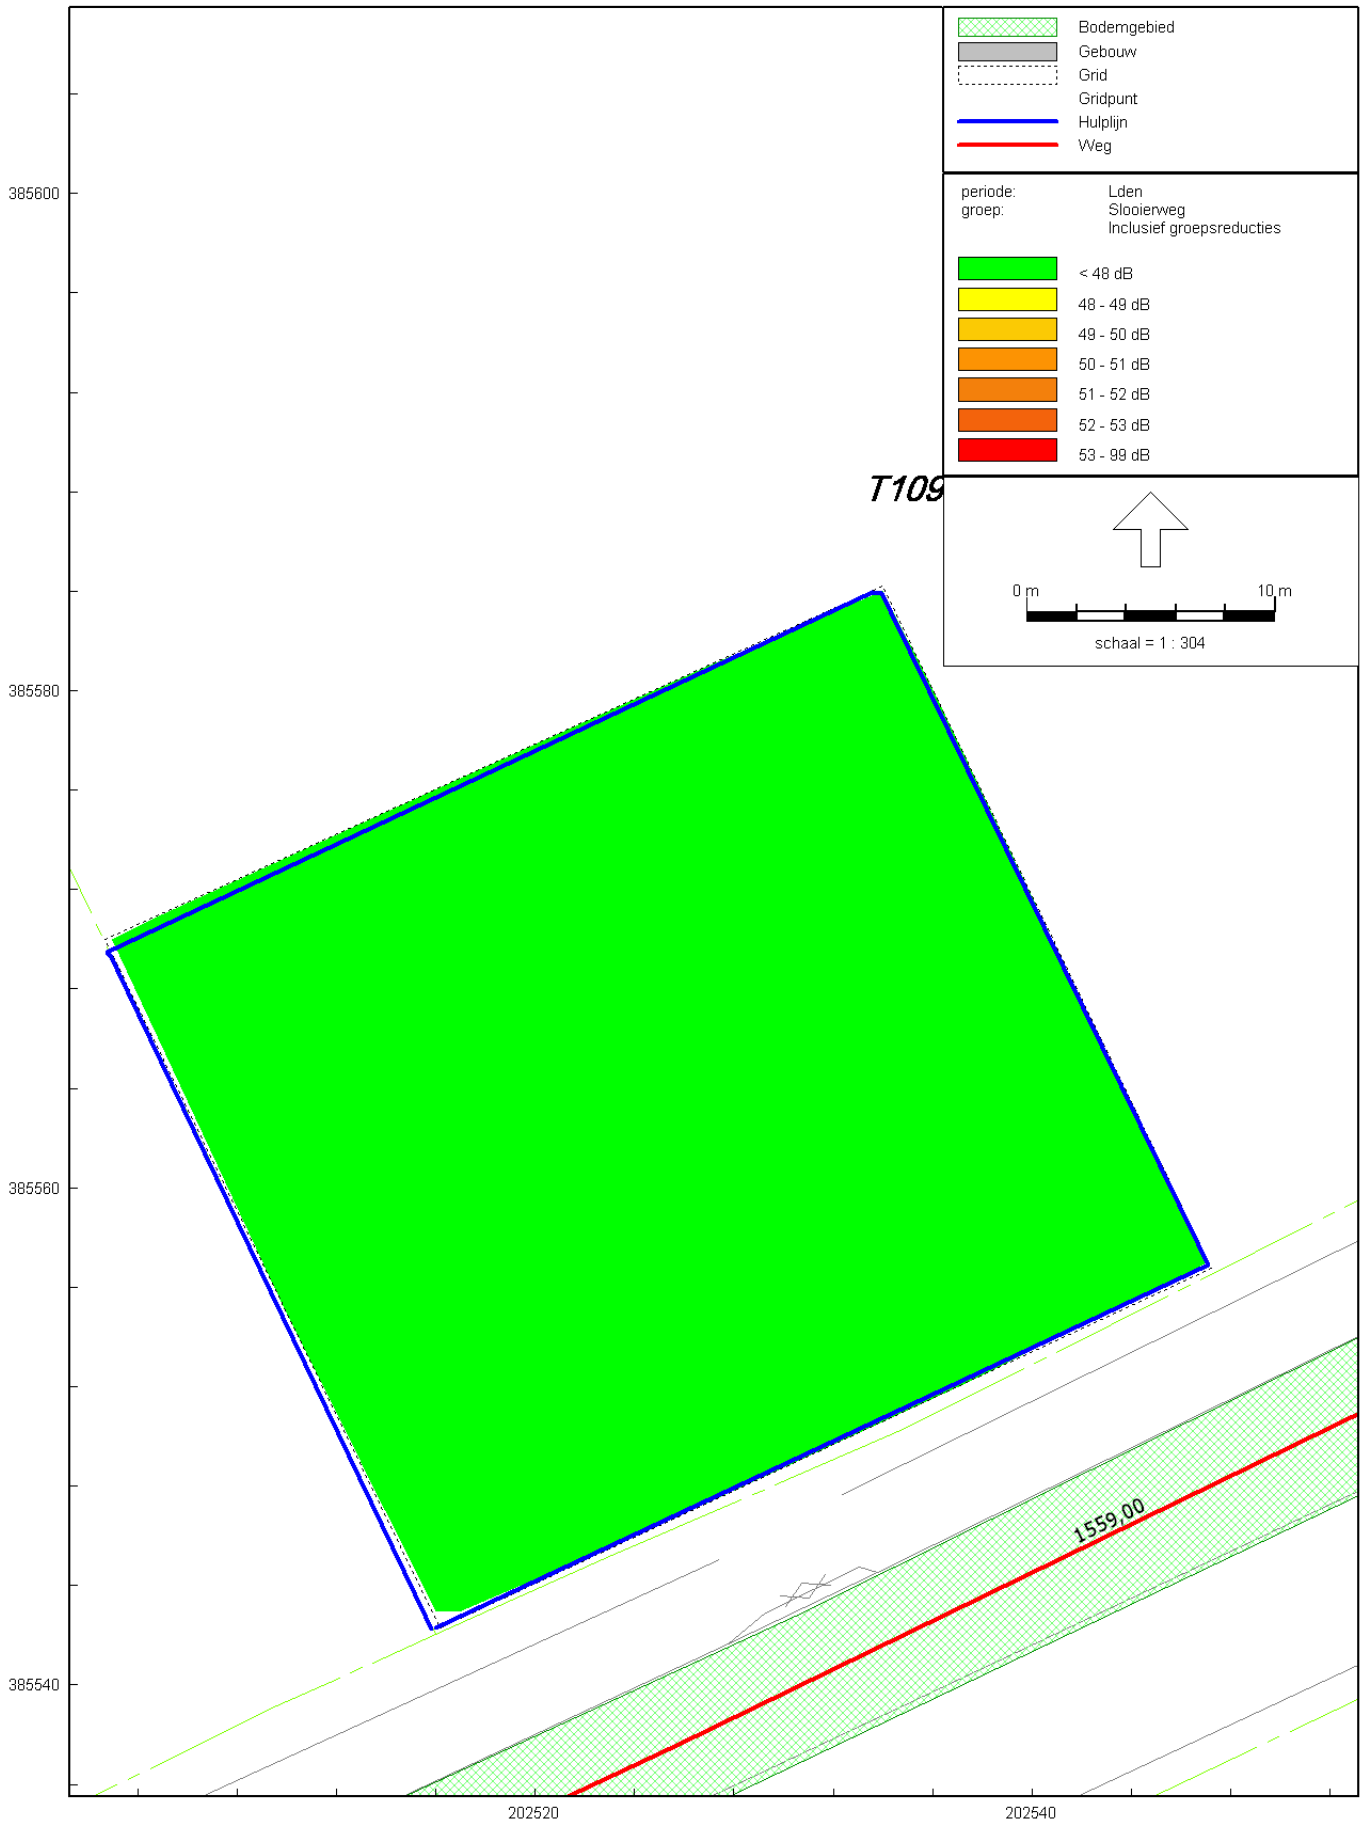 Bodemgebied
Gebouw
Grid
Gridpunt
Hulplijn
Weg
periode: Lden
groep: Slooierweg
Inclusief groepsreducties
< 48 dB
48 - 49 dB
49 - 50 dB
50 - 51 dB
51 - 52 dB
52 - 53 dB
53 - 99 dB
T109
0 m 10 m
schaal = 1 : 304
385600
385580
385560
385540
1559,00
202520 202540